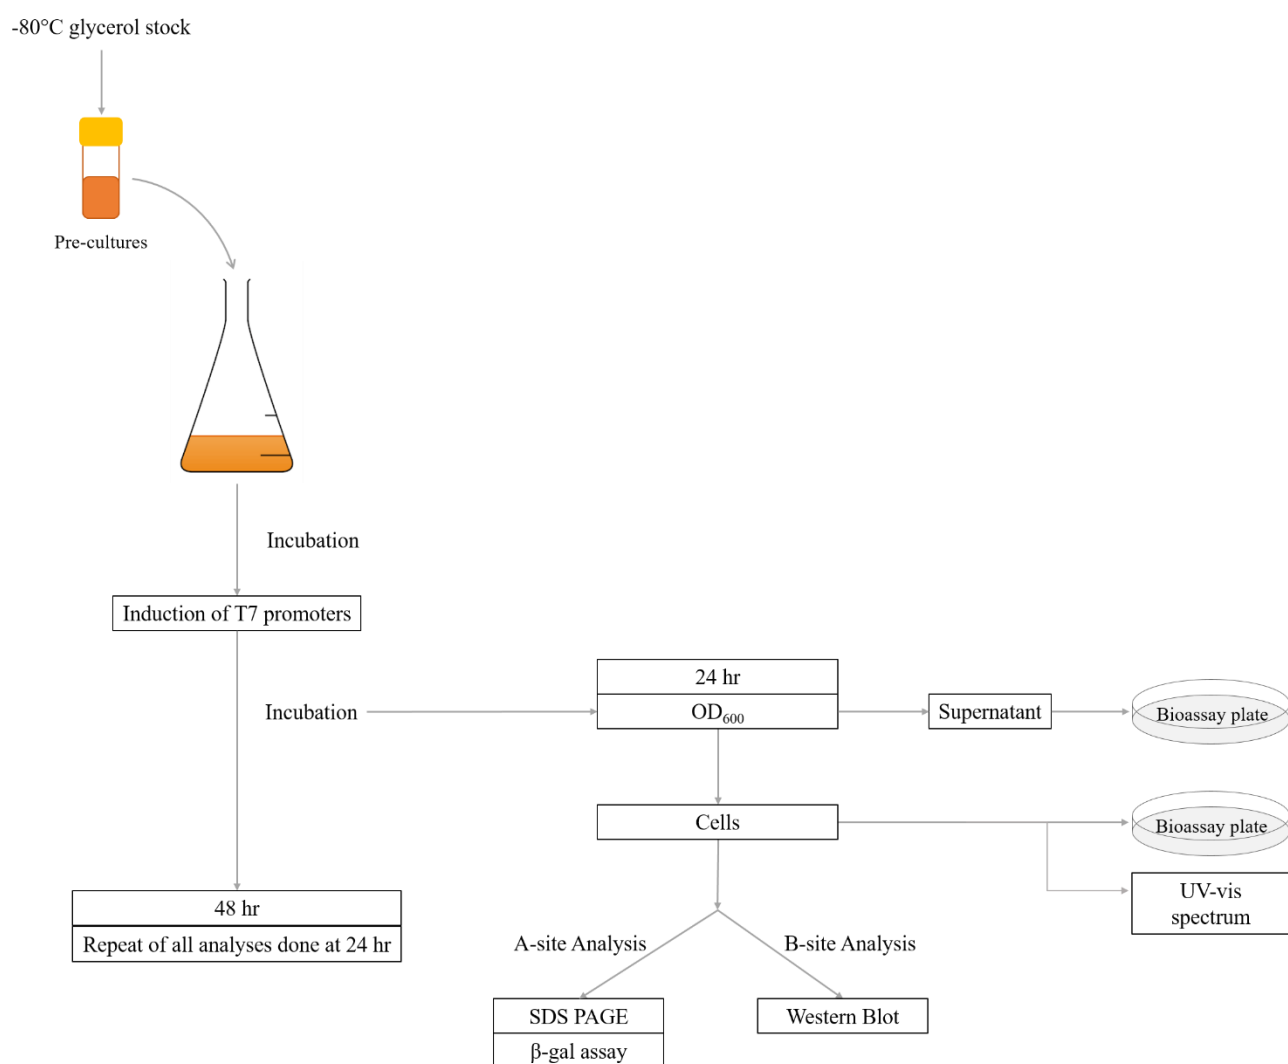 -80°C glycerol stock
Pre-cultures
Incubation
Induction of T7 promoters
Incubation
24 hr
OD₆₀₀
Supernatant
Bioassay plate
Cells
Bioassay plate
UV-vis
spectrum
48 hr
Repeat of all analyses done at 24 hr
A-site Analysis
B-site Analysis
SDS PAGE
β-gal assay
Western Blot